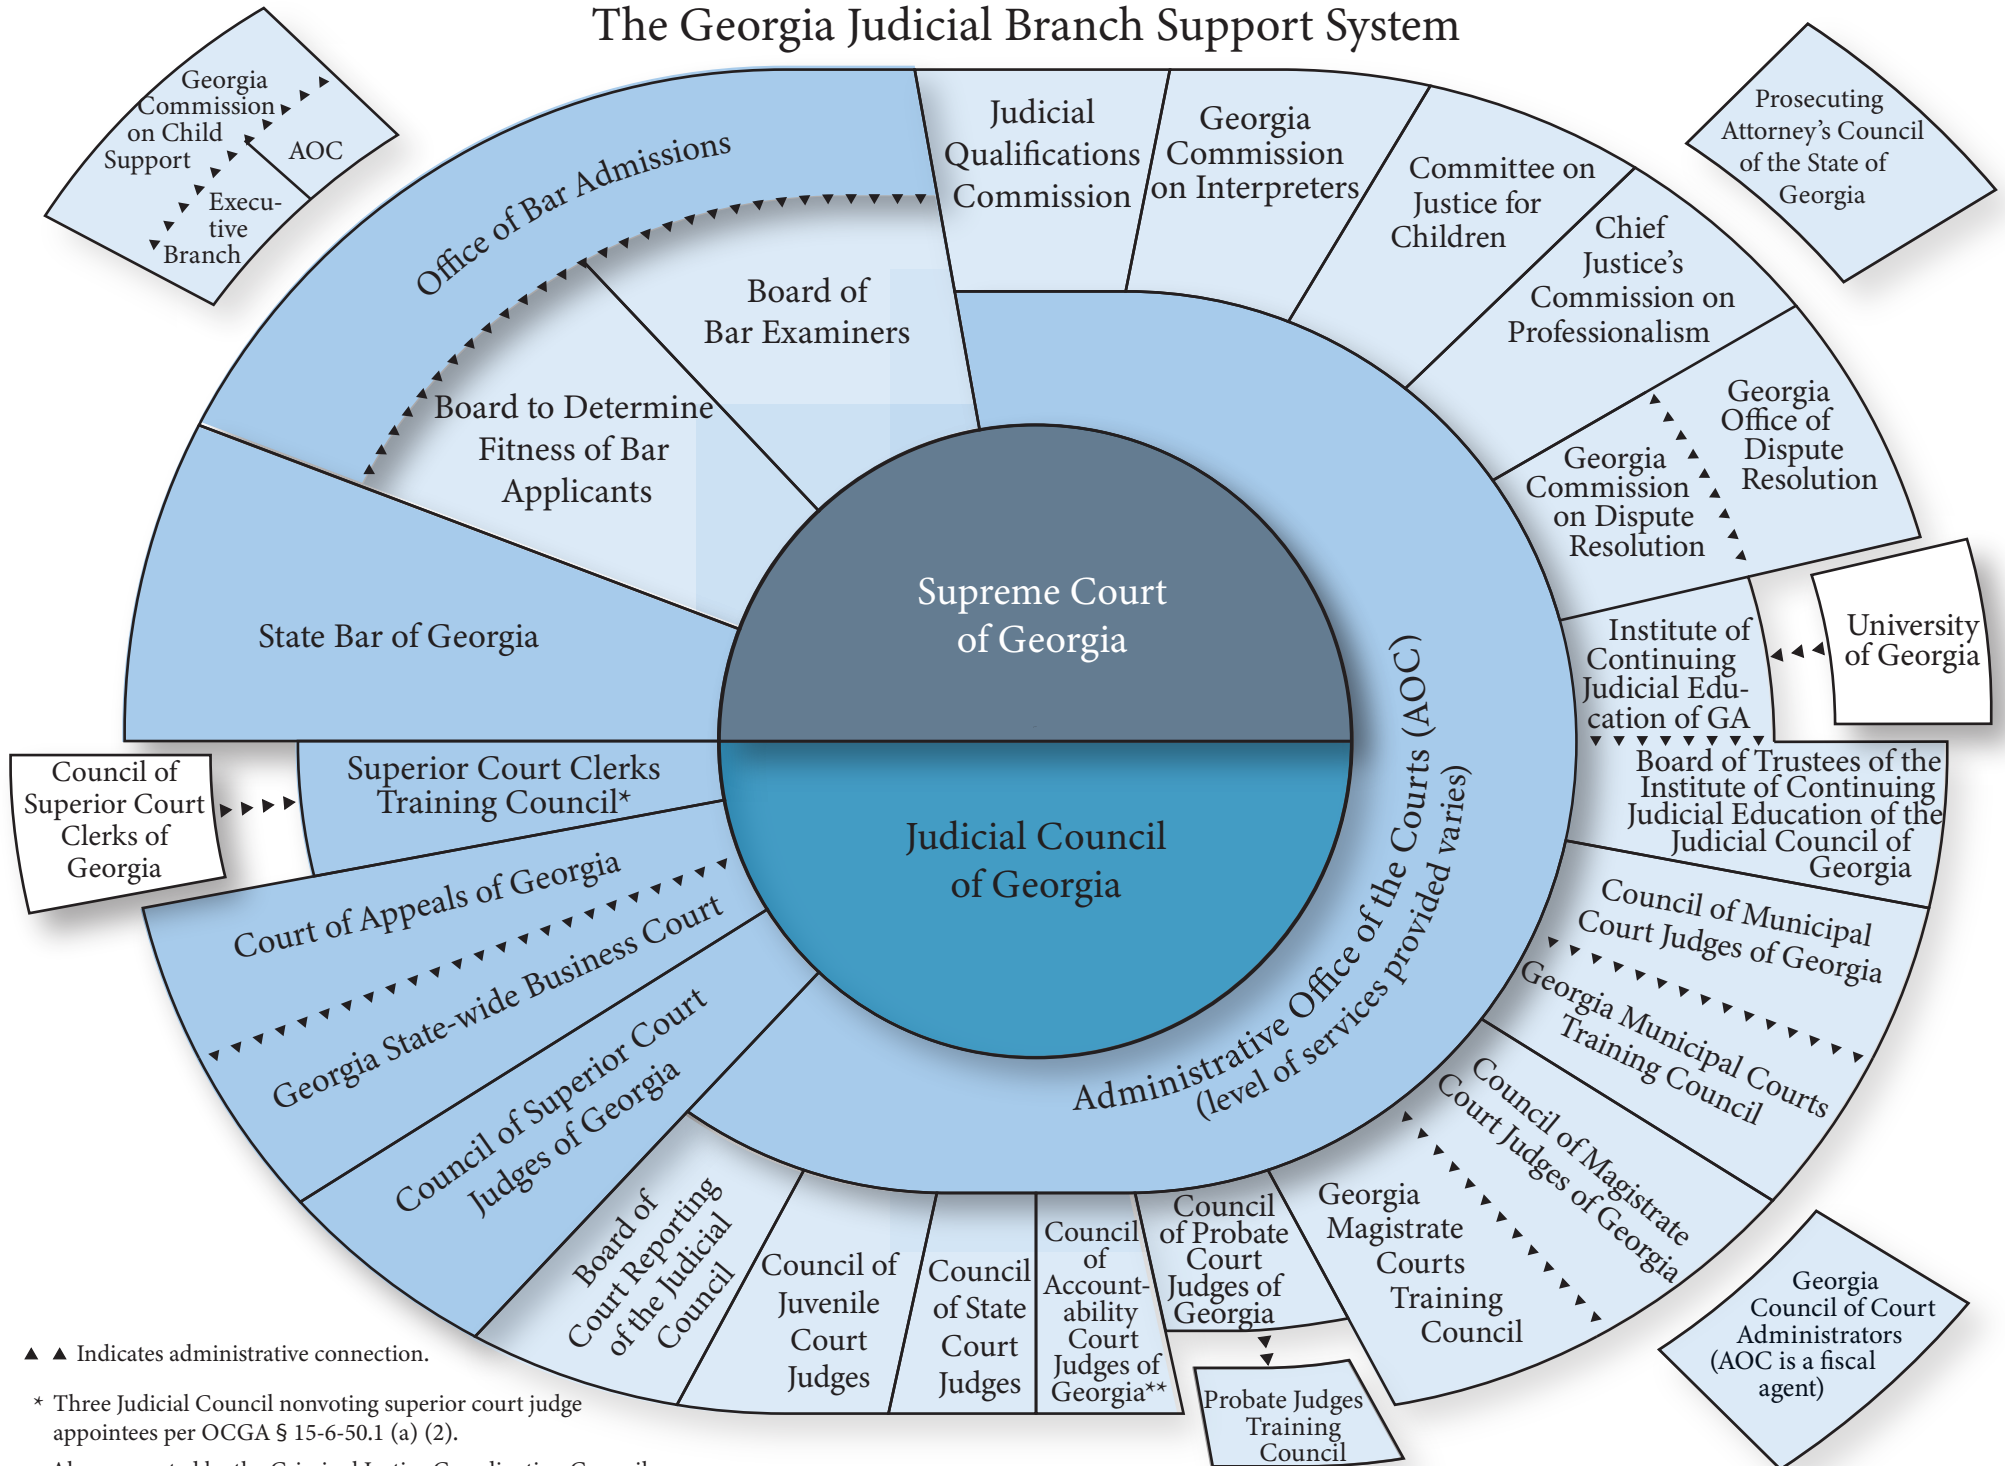 The Georgia Judicial Branch Support System
Georgia
Commission
on Child
Support
AOC
Execu-
tive
Branch
Office of Bar Admissions
Board of
Bar Examiners
Board to Determine
Fitness of Bar
Applicants
State Bar of Georgia
Judicial
Qualifications
Commission
Georgia
Commission
on Interpreters
Committee on
Justice for
Children
Chief
Justice's
Commission on
Professionalism
Prosecuting
Attorney's Council
of the State of
Georgia
Georgia
Office of
Dispute
Resolution
Georgia
Commission
on Dispute
Resolution
University
of Georgia
Institute of
Continuing
Judicial Edu-
cation of GA
Board of Trustees of the
Institute of Continuing
Judicial Education of the
Judicial Council of
Georgia
Supreme Court
of Georgia
Judicial Council
of Georgia
Administrative Office of the Courts (AOC)
(level of services provided varies)
Council of
Superior Court
Clerks of
Georgia
Superior Court Clerks
Training Council*
Court of Appeals of Georgia
Georgia State-wide Business Court
Council of Superior Court
Judges of Georgia
Board of
Court Reporting
of the Judicial
Council
Council of
Juvenile
Court
Judges
Council
of State
Court
Judges
Council
of
Account-
ability
Court
Judges of
Georgia**
Council
of Probate
Court
Judges of
Georgia
Probate Judges
Training
Council
Georgia
Magistrate
Courts
Training
Council
Council of Magistrate
Court Judges of Georgia
Council of Municipal
Court Judges of Georgia
Georgia Municipal Courts
Training Council
Georgia
Council of Court
Administrators
(AOC is a fiscal
agent)
▲ ▲ Indicates administrative connection.
* Three Judicial Council nonvoting superior court judge
appointees per OCGA § 15-6-50.1 (a) (2).